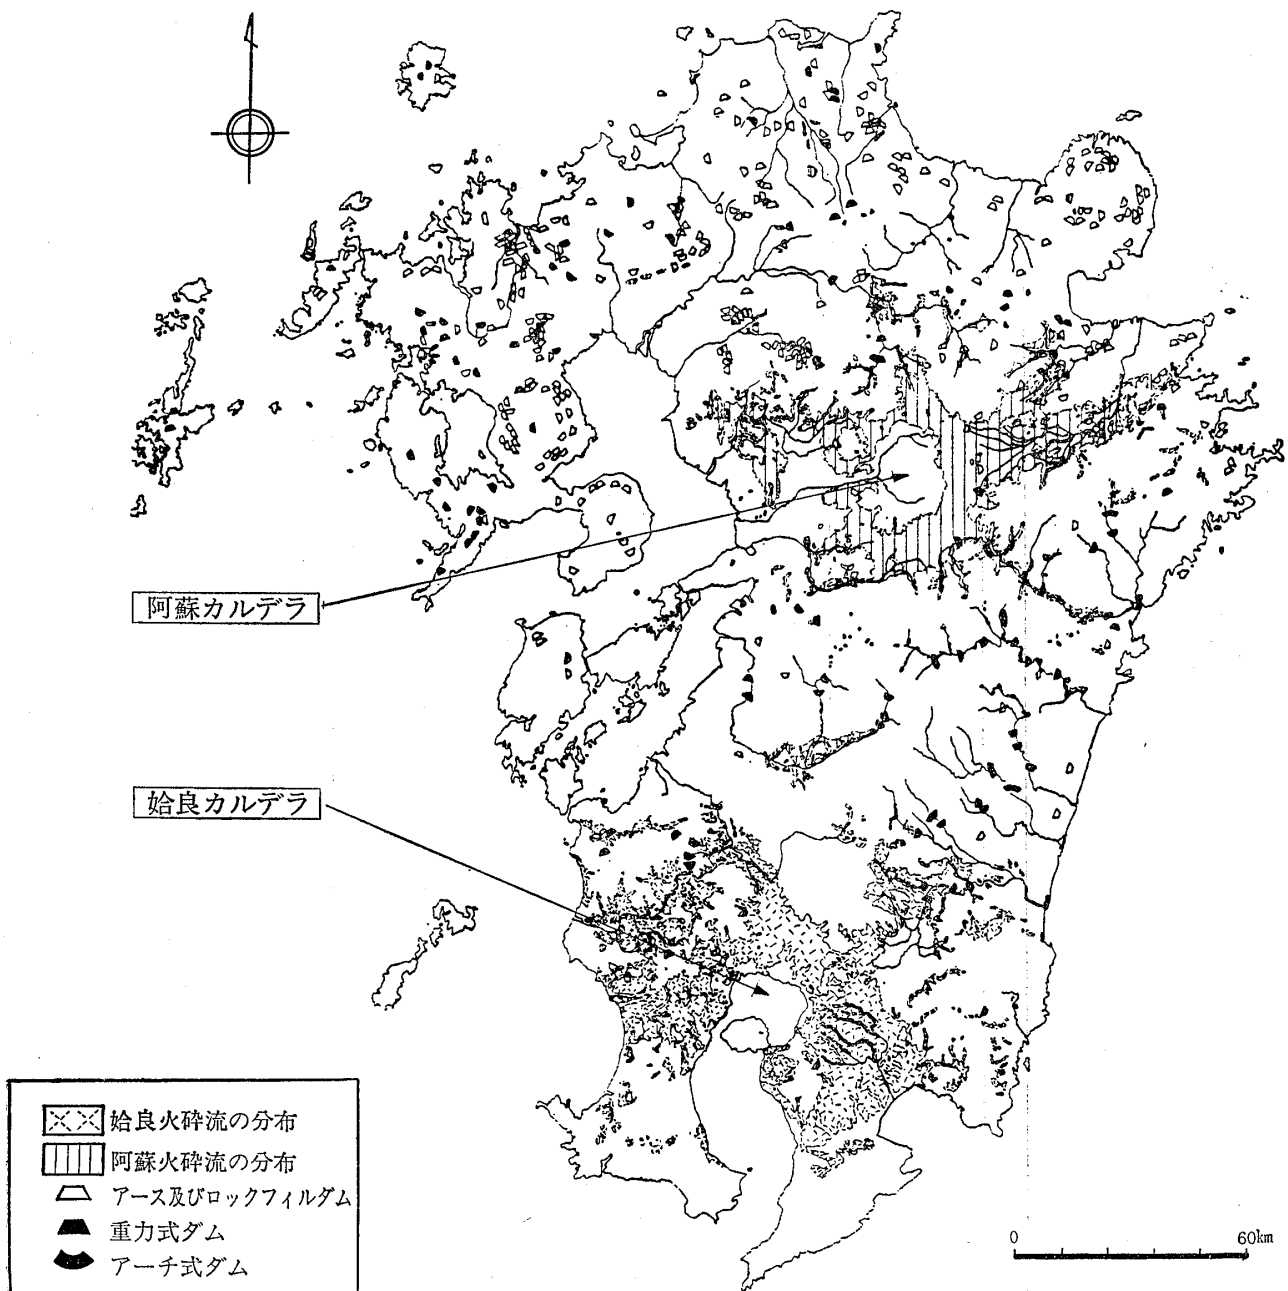 阿蘇カルデラ
姶良カルデラ
姶良火砕流の分布
阿蘇火砕流の分布
アース及びロックフィルダム
重力式ダム
アーチ式ダム
0 60km